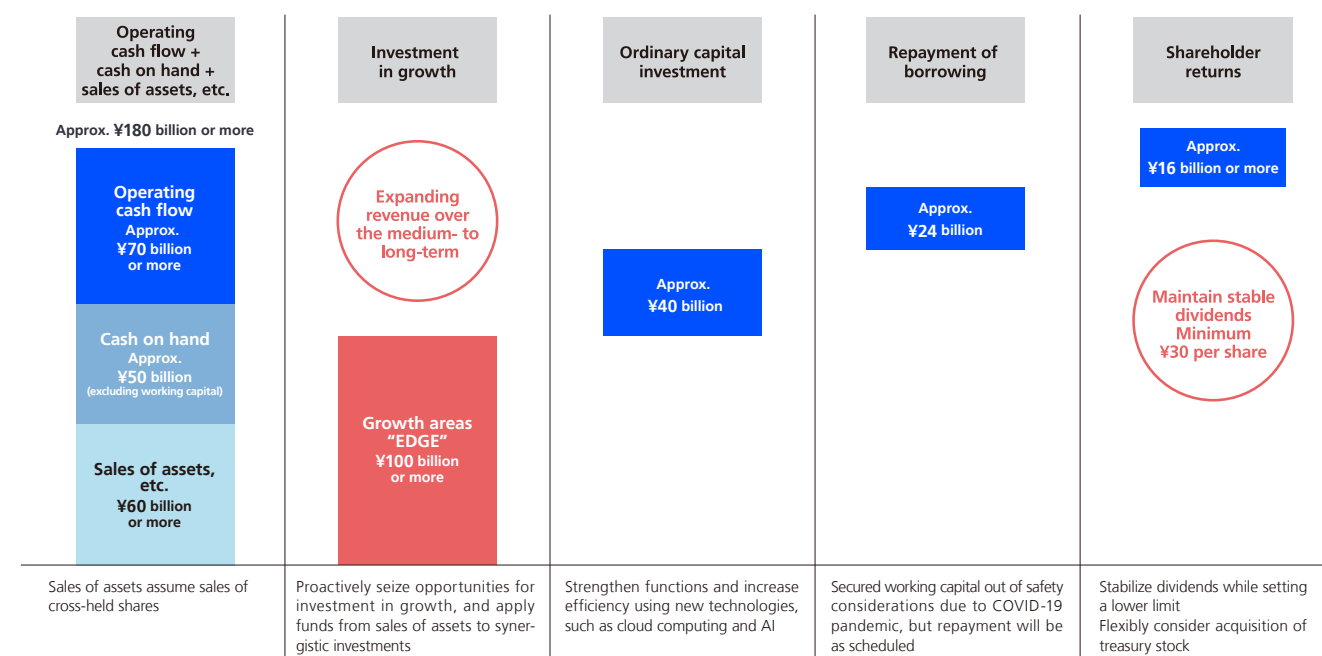 Operating
cash flow +
cash on hand +
sales of assets, etc.
Approx. ¥180 billion or more
Operating
cash flow
Approx.
¥70 billion
or more
Cash on hand
Approx.
¥50 billion
(excluding working capital)
Sales of assets,
etc.
¥60 billion
or more
Sales of assets assume sales of
cross-held shares
Investment
in growth
Expanding
revenue over
the medium- to
long-term
Growth areas
“EDGE”
¥100 billion
or more
Proactively seize opportunities for
investment in growth, and apply
funds from sales of assets to syner-
gistic investments
Ordinary capital
investment
Approx.
¥40 billion
Strengthen functions and increase
efficiency using new technologies,
such as cloud computing and AI
Repayment of
borrowing
Approx.
¥24 billion
Secured working capital out of safety
considerations due to COVID-19
pandemic, but repayment will be
as scheduled
Shareholder
returns
Approx.
¥16 billion or more
Maintain stable
dividends
Minimum
¥30 per share
Stabilize dividends while setting
a lower limit
Flexibly consider acquisition of
treasury stock